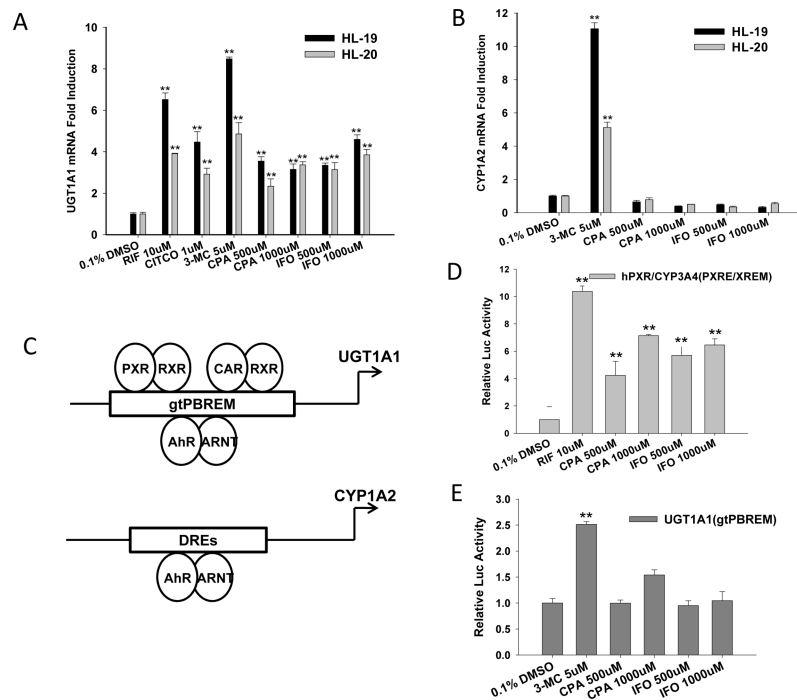 A
UGT1A1 mRNA Fold Induction
10
8
6
4
2
0
HL-19
HL-20
**
**
**
**
**
**
**
**
**
**
**
**
**
**
0.1% DMSO
RIF 10uM
CITCO 1uM
3-MC 5uM
CPA 500uM
CPA 1000uM
IFO 500uM
IFO 1000uM
B
CYP1A2 mRNA Fold Induction
12
10
8
6
4
2
0
HL-19
HL-20
**
**
0.1% DMSO
3-MC 5uM
CPA 500uM
CPA 1000uM
IFO 500uM
IFO 1000uM
C
PXR
RXR
CAR
RXR
UGT1A1
gtPBREM
AhR
ARNT
CYP1A2
DREs
AhR
ARNT
D
Relative Luc Activity
12
10
8
6
4
2
0
hPXR/CYP3A4(PXRE/XREM)
**
**
**
**
**
0.1% DMSO
RIF 10uM
CPA 500uM
CPA 1000uM
IFO 500uM
IFO 1000uM
E
Relative Luc Activity
3.0
2.5
2.0
1.5
1.0
0.5
0.0
UGT1A1(gtPBREM)
**
0.1% DMSO
3-MC 5uM
CPA 500uM
CPA 1000uM
IFO 500uM
IFO 1000uM